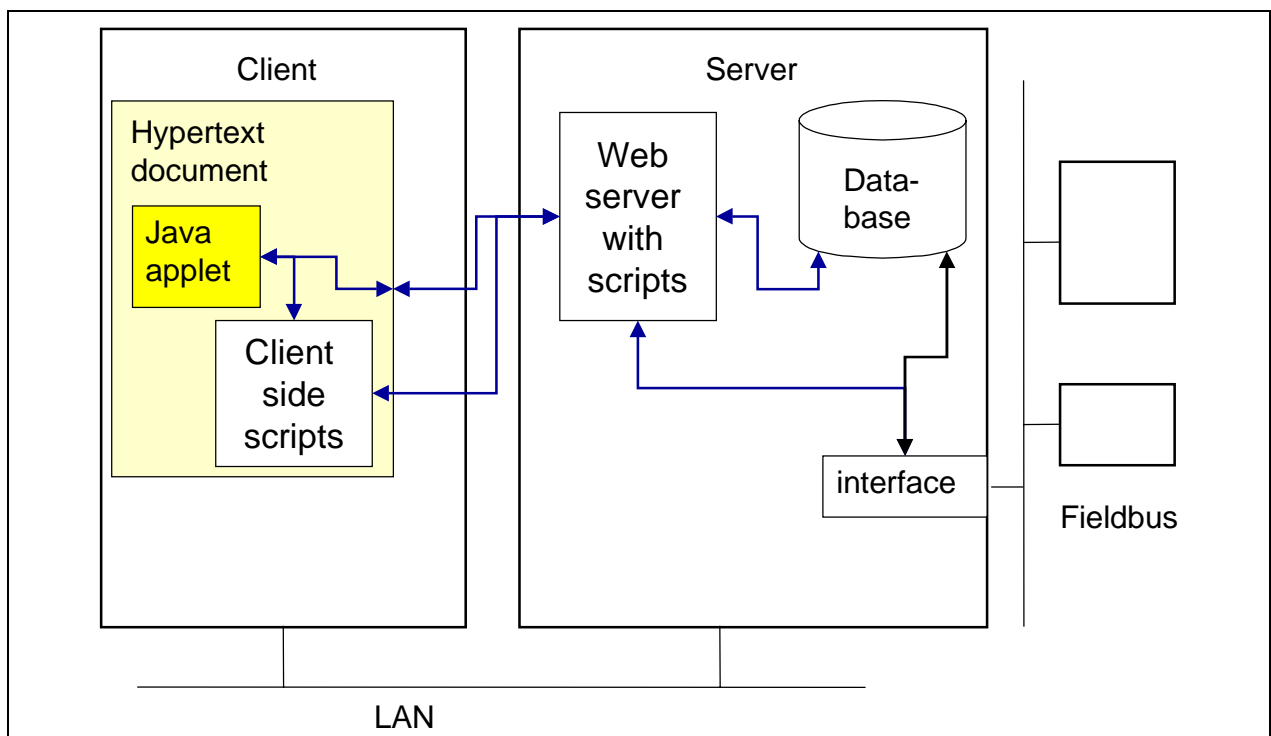 Client
Hypertext
document
Java
applet
Client
side
scripts
Server
Web
server
with
scripts
Data-
base
interface
Fieldbus
LAN